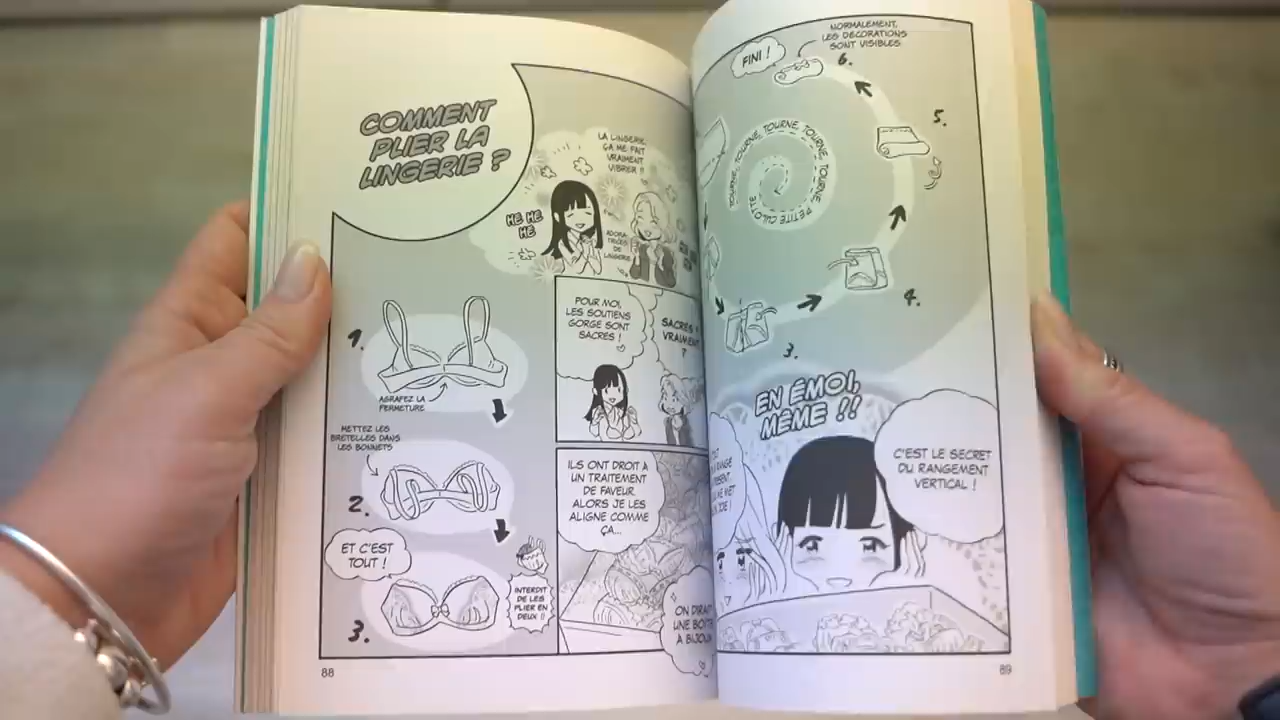 COMMENT
PLIER LA
LINGERIE ?
LA LINGERIE,
ÇA ME FAIT
VRAIMENT
VIBRER !!
HE HE
HE
ADORA-
TRICES
DE
LINGERIE
1.
AGRAFEZ LA
FERMETURE
METTEZ LES
BRETELLES DANS
LES BONNETS
2.
ET C'EST
TOUT !
3.
INTERDIT
DE LES
PLIER EN
DEUX !!
POUR MOI,
LES SOUTIENS
GORGE SONT
SACRÉS !
SACRÉS ?
VRAIMENT
?
ILS ONT DROIT À
UN TRAITEMENT
DE FAVEUR
ALORS JE LES
ALIGNE COMME
ÇA...
ON DIRAIT
UNE BOÎTE
À BIJOUX
88
NORMALEMENT,
LES DÉCORATIONS
SONT VISIBLES
FINI !
6.
5.
TOURNE, TOURNE, TOURNE, TOURNE, PETITE CULOTTE
4.
3.
EN ÉMOI,
MÊME !!
C'EST LE SECRET
DU RANGEMENT
VERTICAL !
89